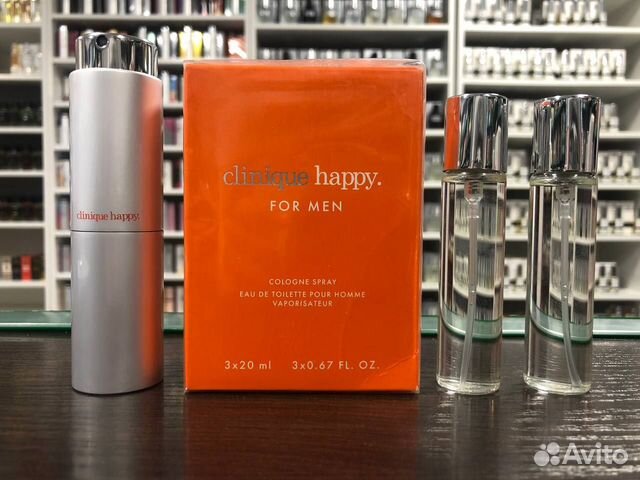 clinique happy.
clinique happy.
FOR MEN
COLOGNE SPRAY
EAU DE TOILETTE POUR HOMME
VAPORISATEUR
3x20 ml 3x0.67 FL. OZ.
Avito